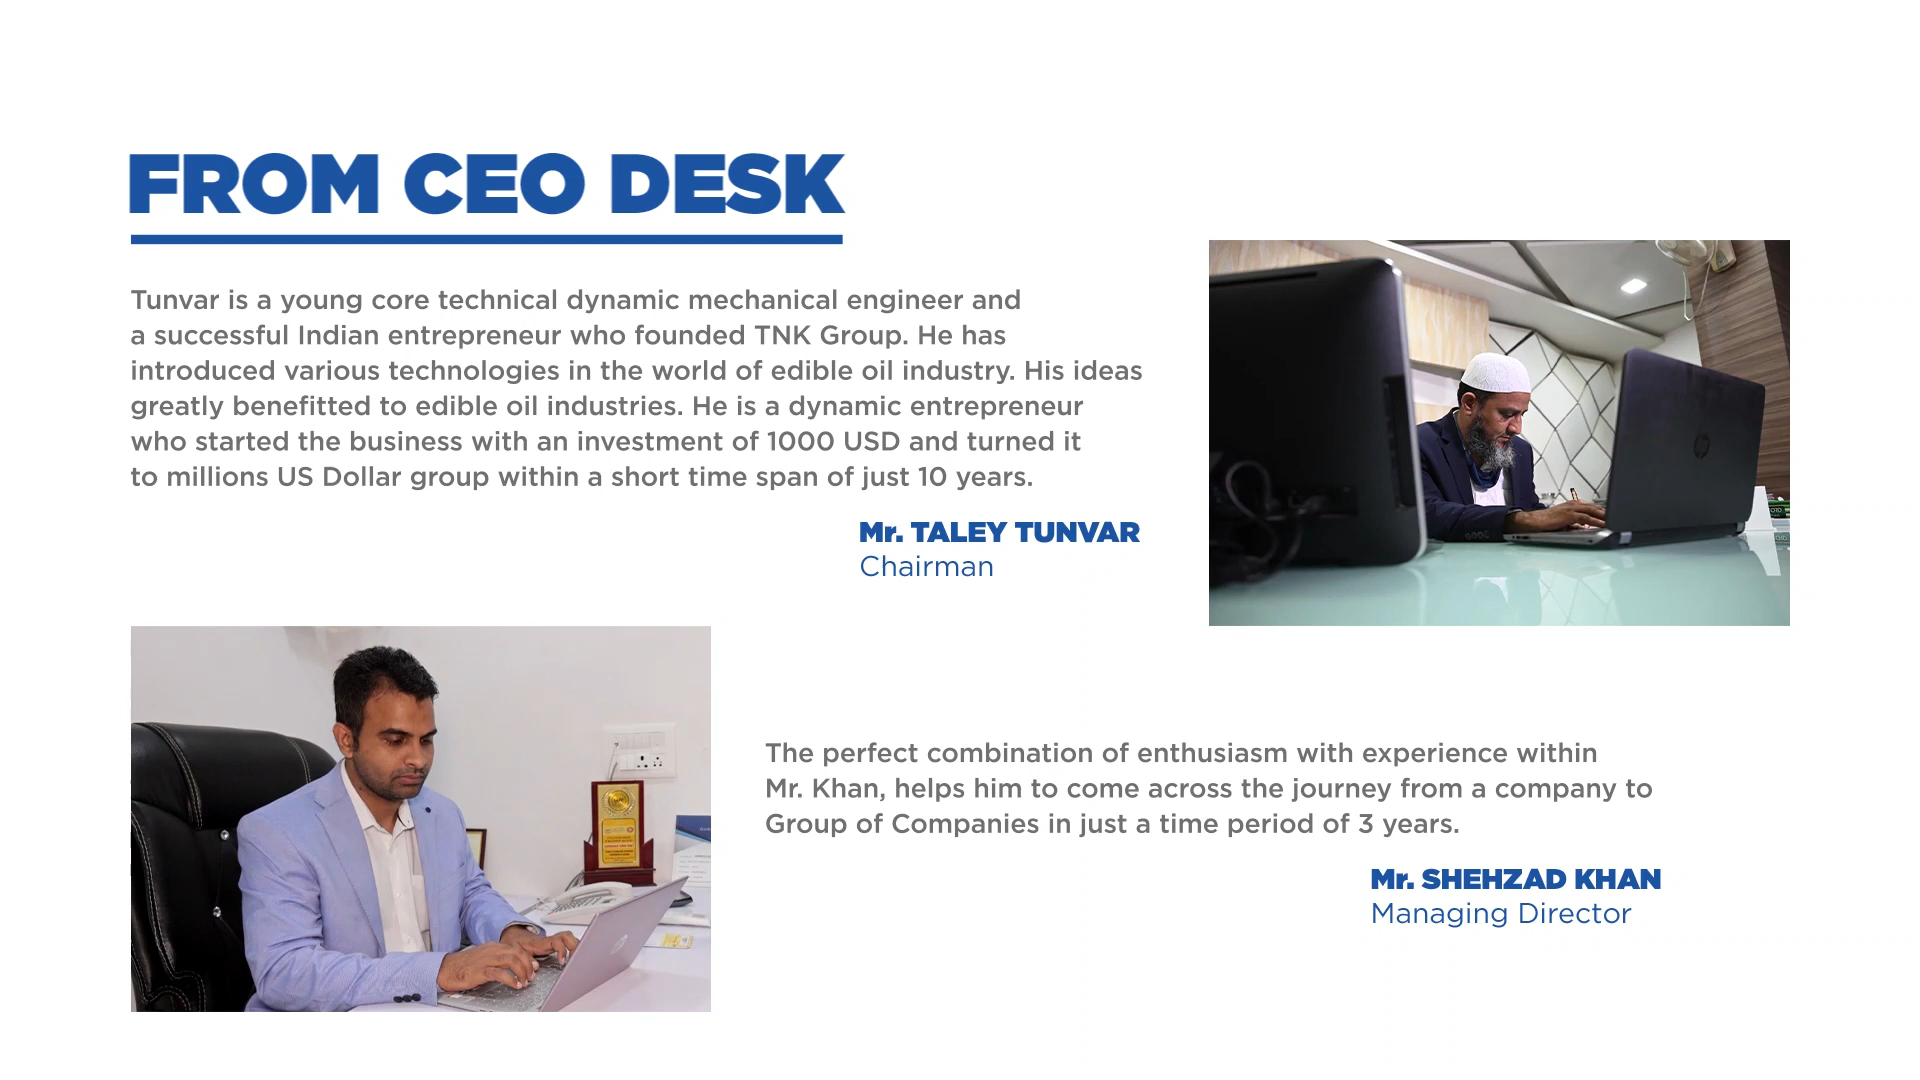 FROM CEO DESK
Tunvar is a young core technical dynamic mechanical engineer and
a successful Indian entrepreneur who founded TNK Group. He has
introduced various technologies in the world of edible oil industry. His ideas
greatly benefitted to edible oil industries. He is a dynamic entrepreneur
who started the business with an investment of 1000 USD and turned it
to millions US Dollar group within a short time span of just 10 years.
Mr. TALEY TUNVAR
Chairman
The perfect combination of enthusiasm with experience within
Mr. Khan, helps him to come across the journey from a company to
Group of Companies in just a time period of 3 years.
Mr. SHEHZAD KHAN
Managing Director